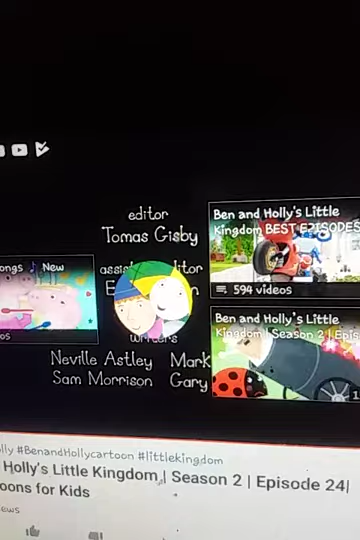 editor
Tomas Gisby
Ben and Holly's Little
Kingdom BEST EPISODES
594 videos
ongs New
writers
Neville Astley Mark
Sam Morrison Gary
Ben and Holly's Little
Kingdom | Season 2 | Epis
lly #BenandHollycartoon #littlekingdom
Holly's Little Kingdom | Season 2 | Episode 24|
oons for Kids
ews